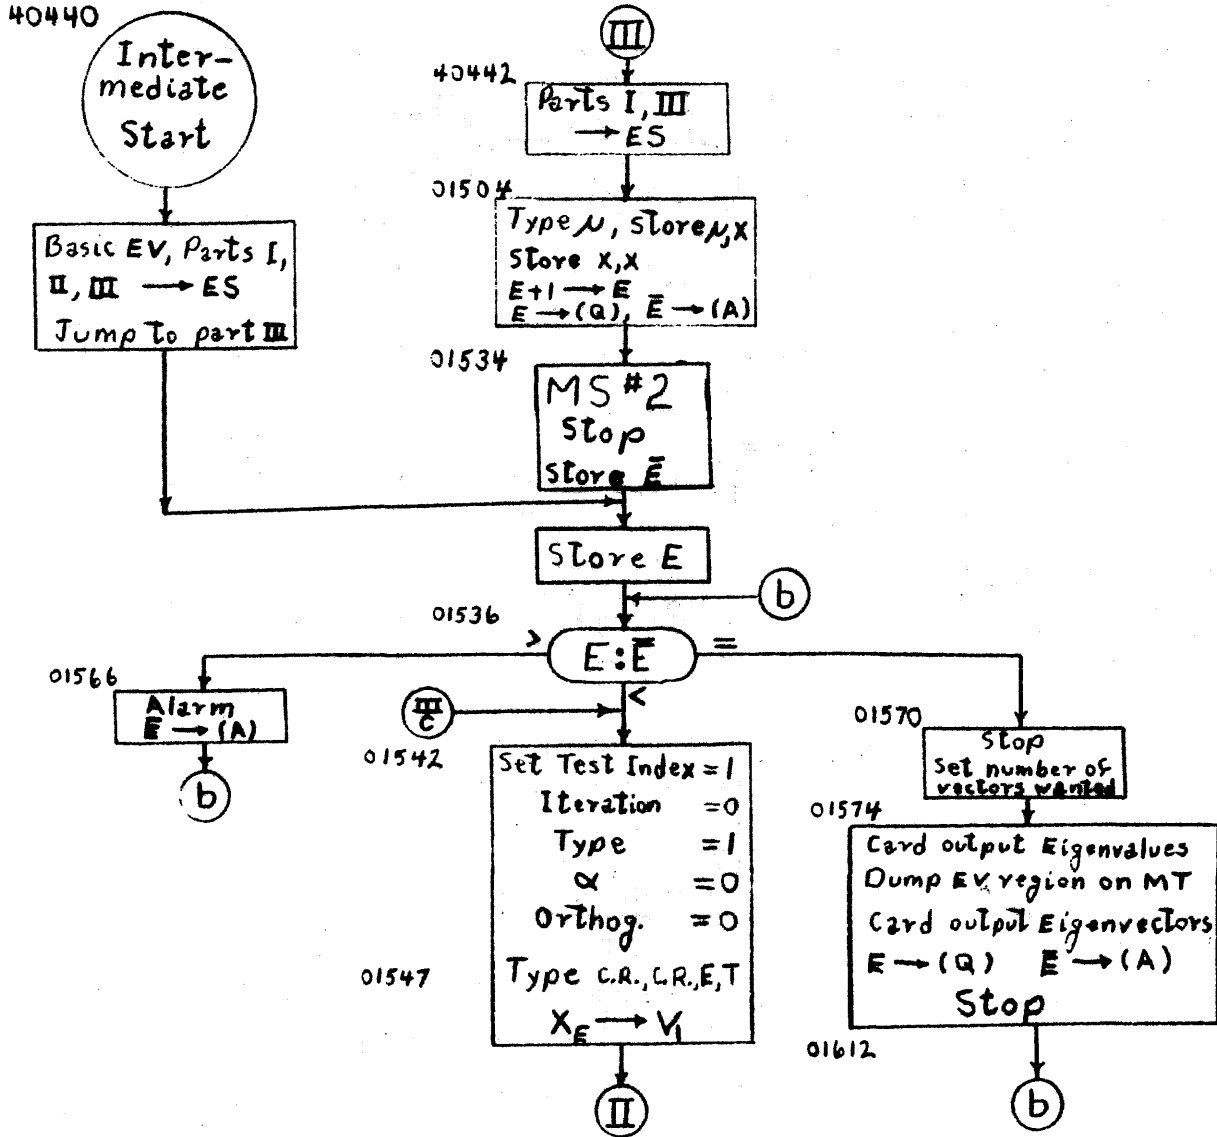 40440
Inter-
mediate
Start
Basic EV, Parts I,
II, III → ES
Jump to part III
III
40442
Parts I, III
→ ES
01504
Type μ, Store μ, x
Store x, x
E+1 → E
E → (Q), Ē → (A)
01534
MS #2
Stop
Store Ē
Store E
b
01536
> E:Ē =
<
01566
Alarm
Ē → (A)
b
III
c
01542
Set Test Index = 1
Iteration = 0
Type = 1
α = 0
Orthog. = 0
01547
Type C.R., C.R., E, T
X_E → V_1
II
01570
Stop
Set number of
vectors wanted
01574
Card output Eigenvalues
Dump EV region on MT
Card output Eigenvectors
E → (Q) Ē → (A)
Stop
01612
b